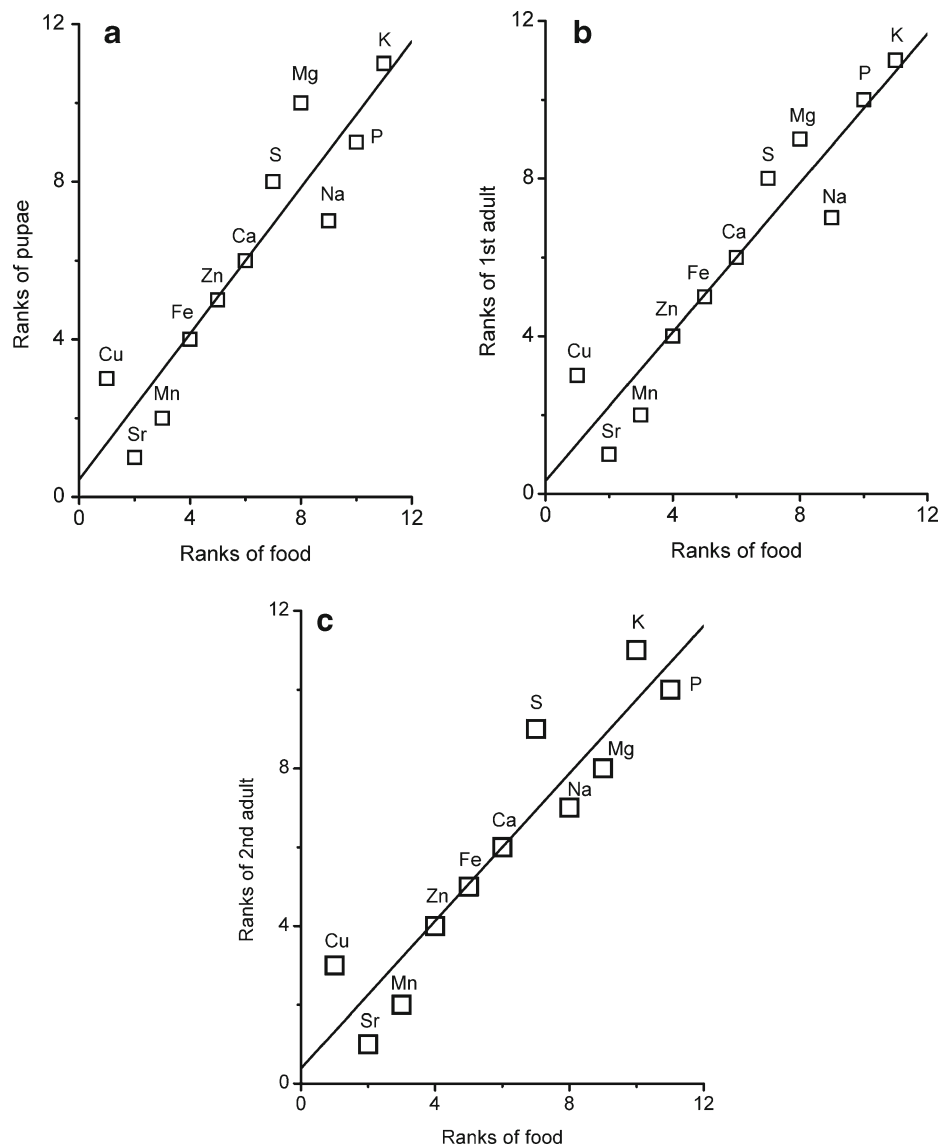 a
12
8
4
0
Ranks of pupae
K
Mg
P
S
Na
Ca
Zn
Fe
Cu
Mn
Sr
0 4 8 12
Ranks of food
b
12
8
4
0
Ranks of 1st adult
K
P
Mg
S
Na
Ca
Fe
Zn
Cu
Mn
Sr
0 4 8 12
Ranks of food
c
12
8
4
0
Ranks of 2nd adult
K
P
S
Mg
Na
Ca
Fe
Zn
Cu
Mn
Sr
0 4 8 12
Ranks of food